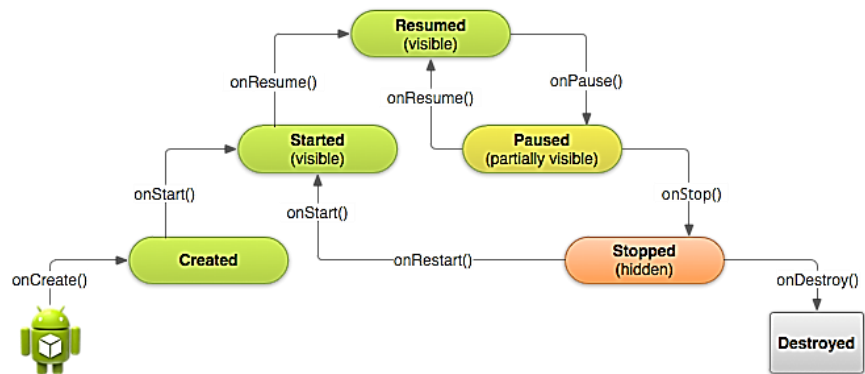 Resumed
(visible)
onResume()
onResume()
onPause()
Started
(visible)
Paused
(partially visible)
onStart()
onStart()
onStop()
Created
onRestart()
Stopped
(hidden)
onCreate()
onDestroy()
Destroyed